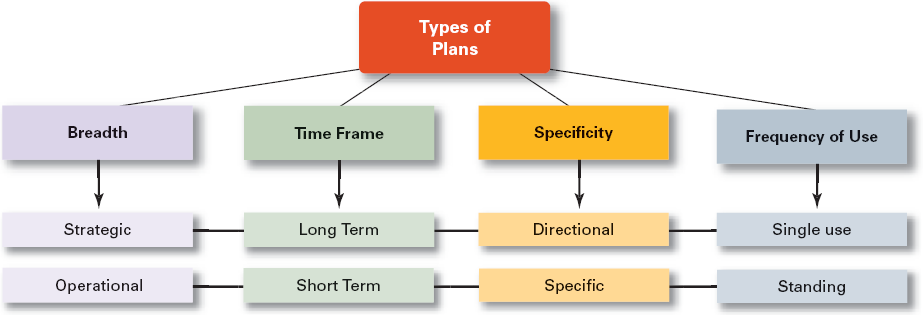 Types of
Plans
Breadth
Time Frame
Specificity
Frequency of Use
Strategic
Long Term
Directional
Single use
Operational
Short Term
Specific
Standing